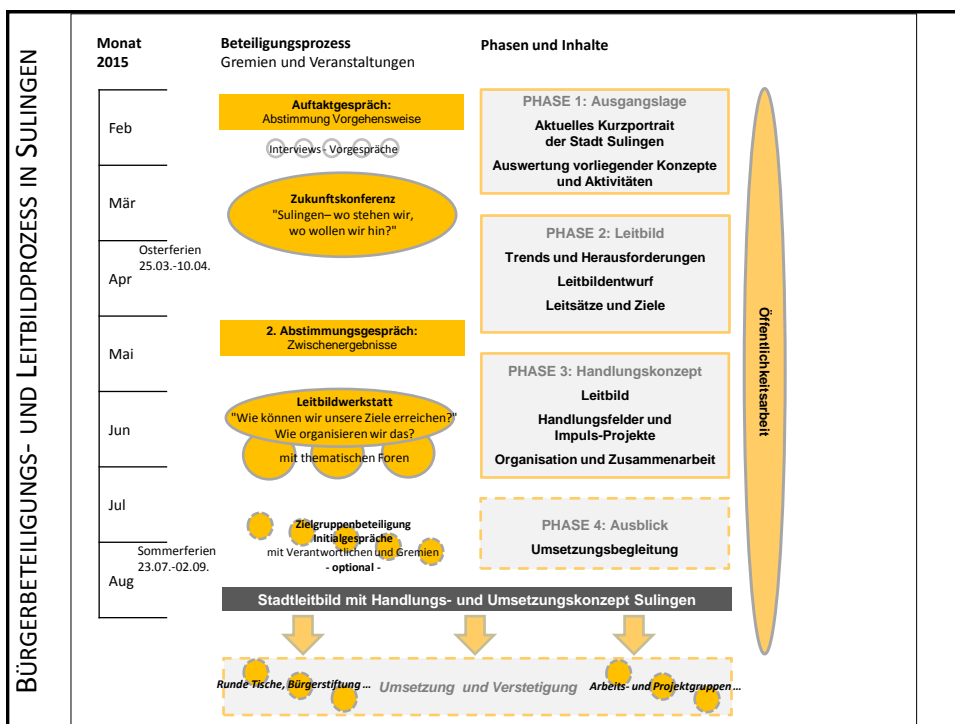 BÜRGERBETEILIGUNGS- UND LEITBILDPROZESS IN SULINGEN
Monat
2015
Beteiligungsprozess
Gremien und Veranstaltungen
Phasen und Inhalte
Feb
Mär
Osterferien
25.03.-10.04.
Apr
Mai
Jun
Jul
Sommerferien
23.07.-02.09.
Aug
Auftaktgespräch:
Abstimmung Vorgehensweise
Interviews - Vorgespräche
Zukunftskonferenz
"Sulingen– wo stehen wir,
wo wollen wir hin?"
2. Abstimmungsgespräch:
Zwischenergebnisse
Leitbildwerkstatt
"Wie können wir unsere Ziele erreichen?"
Wie organisieren wir das?
mit thematischen Foren
Zielgruppenbeteiligung
Initialgespräche
mit Verantwortlichen und Gremien
- optional -
PHASE 1: Ausgangslage
Aktuelles Kurzportrait
der Stadt Sulingen
Auswertung vorliegender Konzepte
und Aktivitäten
PHASE 2: Leitbild
Trends und Herausforderungen
Leitbildentwurf
Leitsätze und Ziele
PHASE 3: Handlungskonzept
Leitbild
Handlungsfelder und
Impuls-Projekte
Organisation und Zusammenarbeit
PHASE 4: Ausblick
Umsetzungsbegleitung
Öffentlichkeitsarbeit
Stadtleitbild mit Handlungs- und Umsetzungskonzept Sulingen
Runde Tische, Bürgerstiftung ...
Umsetzung und Verstetigung
Arbeits- und Projektgruppen ...